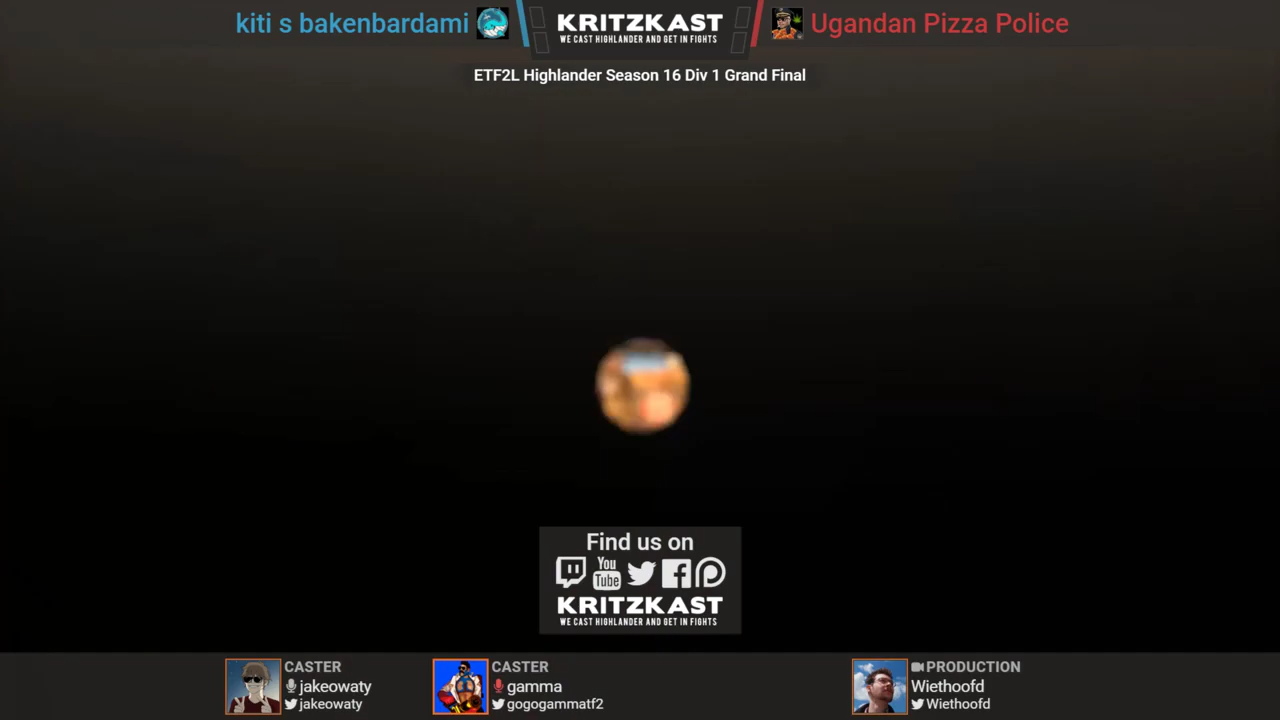 kiti s bakenbardami
KRITZKAST
WE CAST HIGHLANDER AND GET IN FIGHTS
Ugandan Pizza Police
ETF2L Highlander Season 16 Div 1 Grand Final
Find us on
You
Tube
KRITZKAST
WE CAST HIGHLANDER AND GET IN FIGHTS
CASTER
jakeowaty
jakeowaty
CASTER
gamma
gogogammatf2
PRODUCTION
Wiethoofd
Wiethoofd